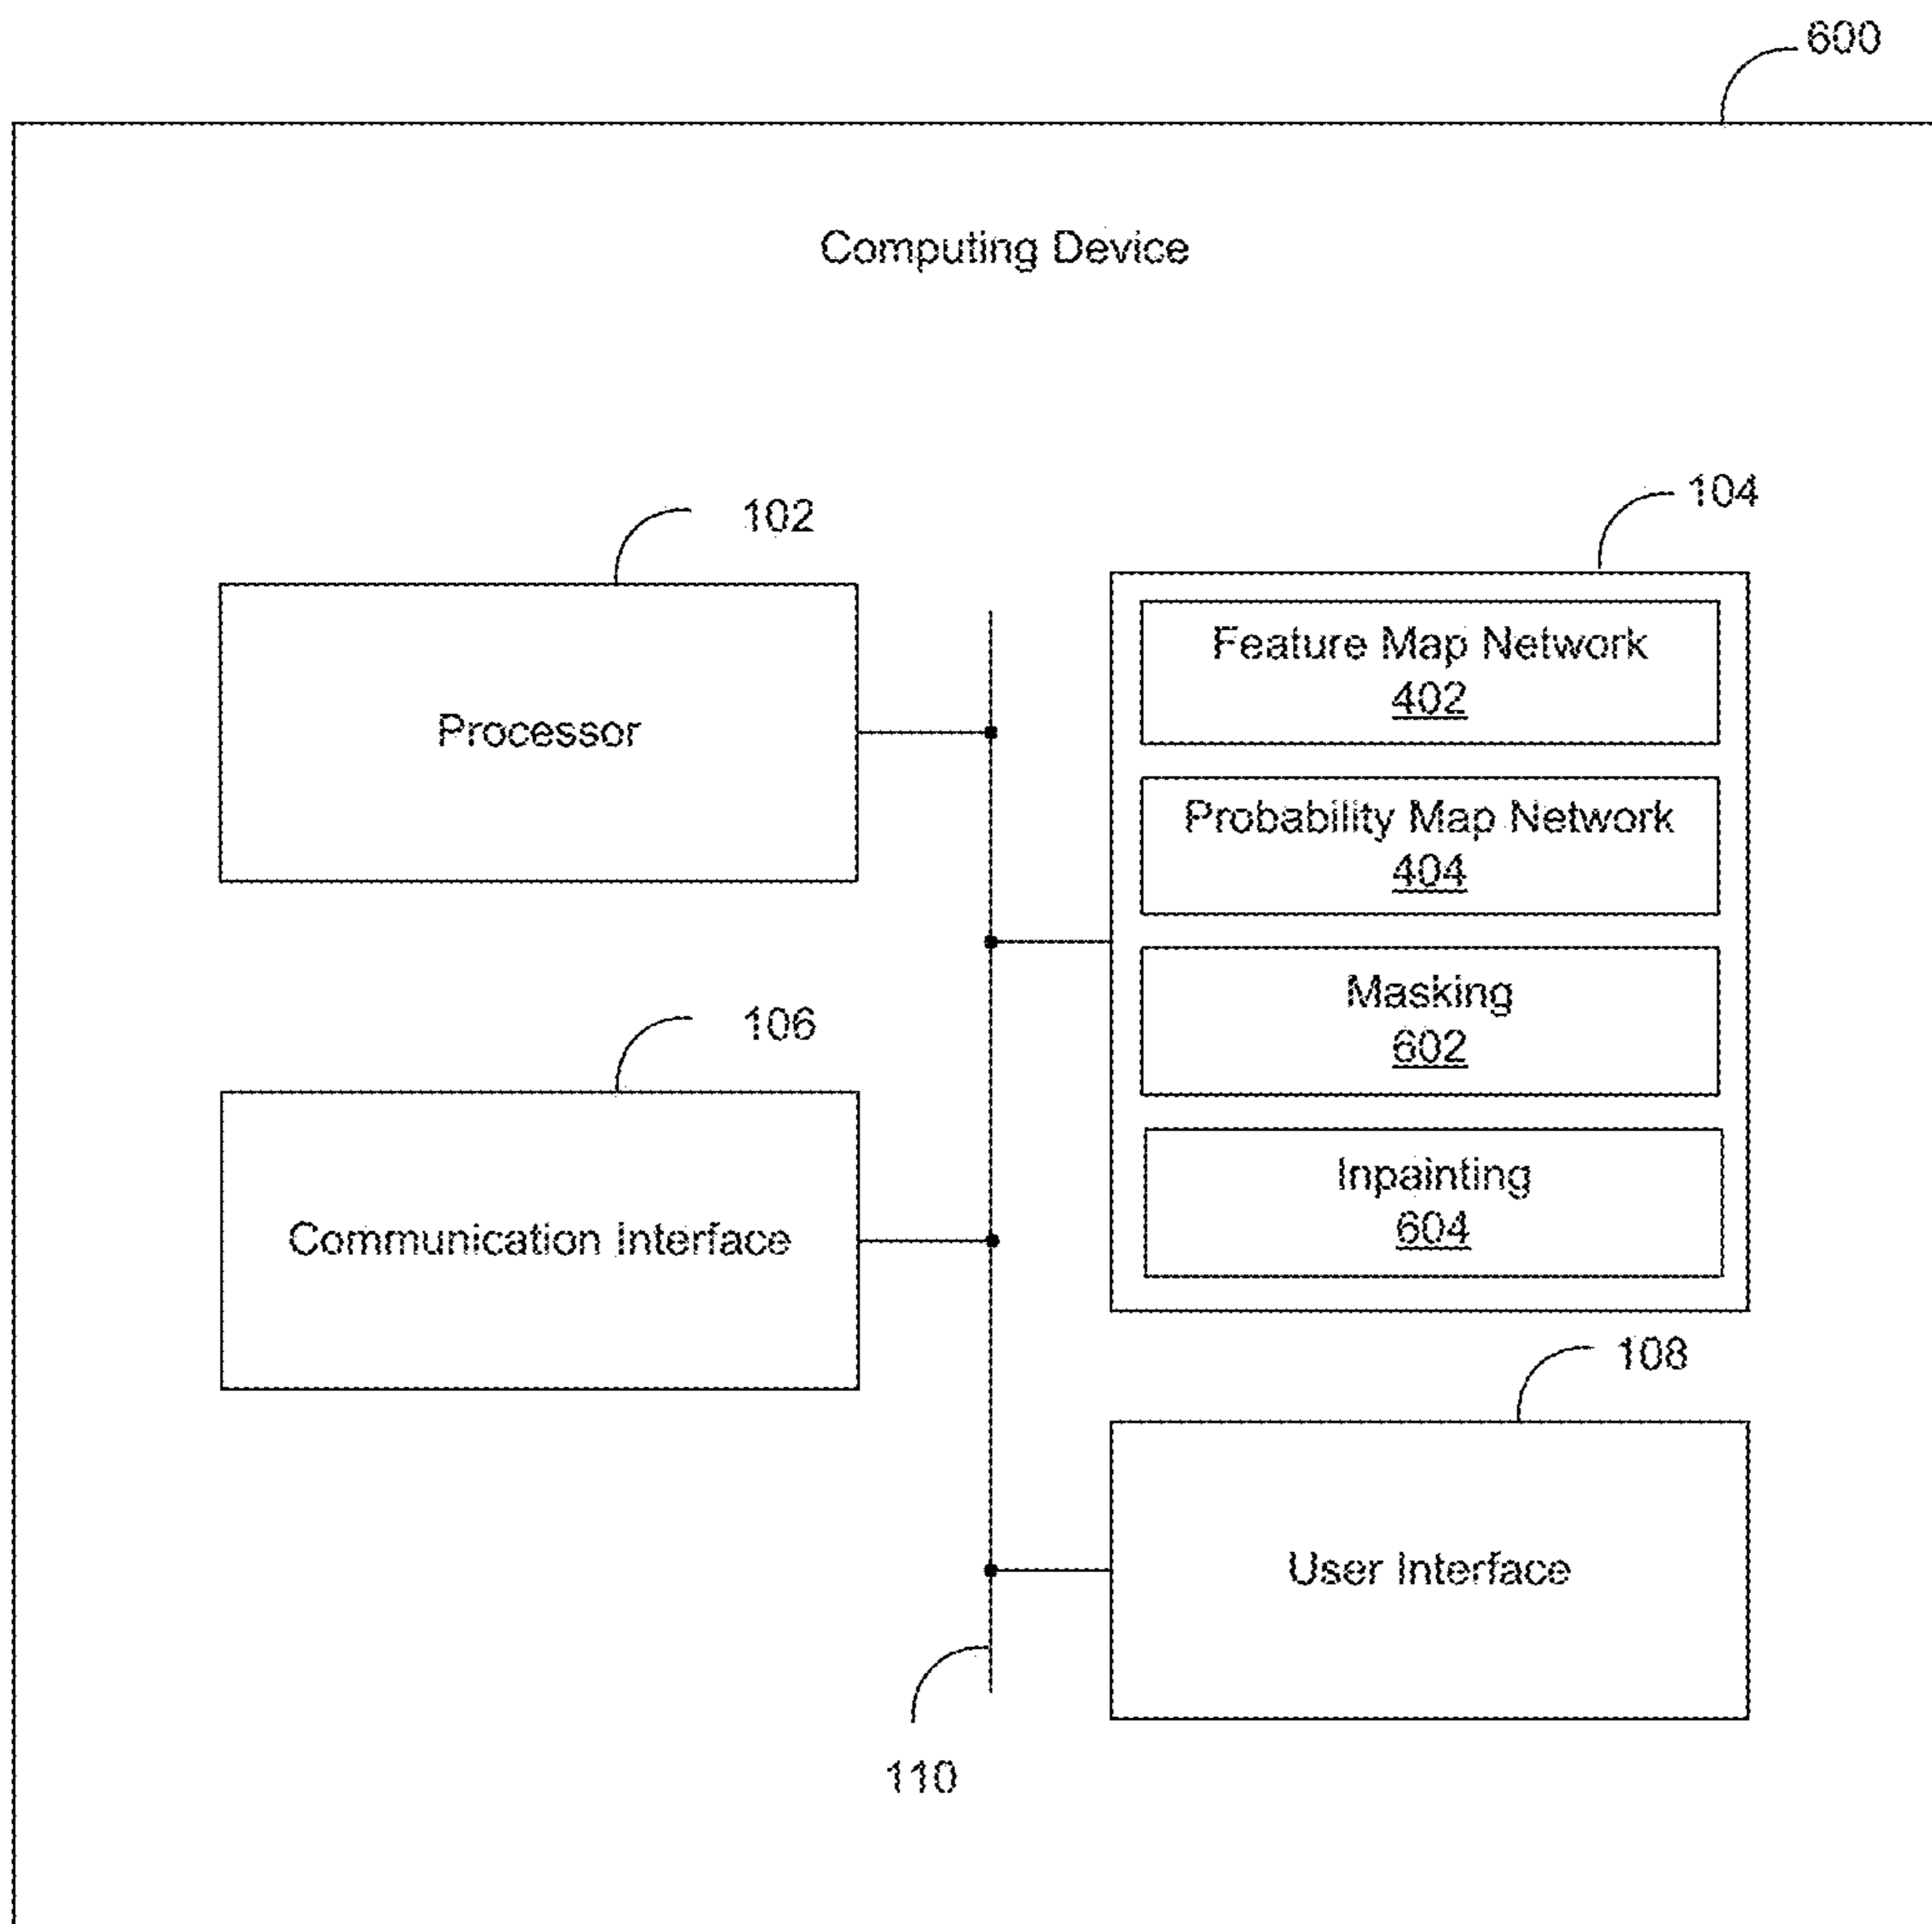 600
Computing Device
102
104
Processor
Feature Map Network
402
Probability Map Network
404
Masking
602
Inpainting
604
106
Communication Interface
108
User Interface
110